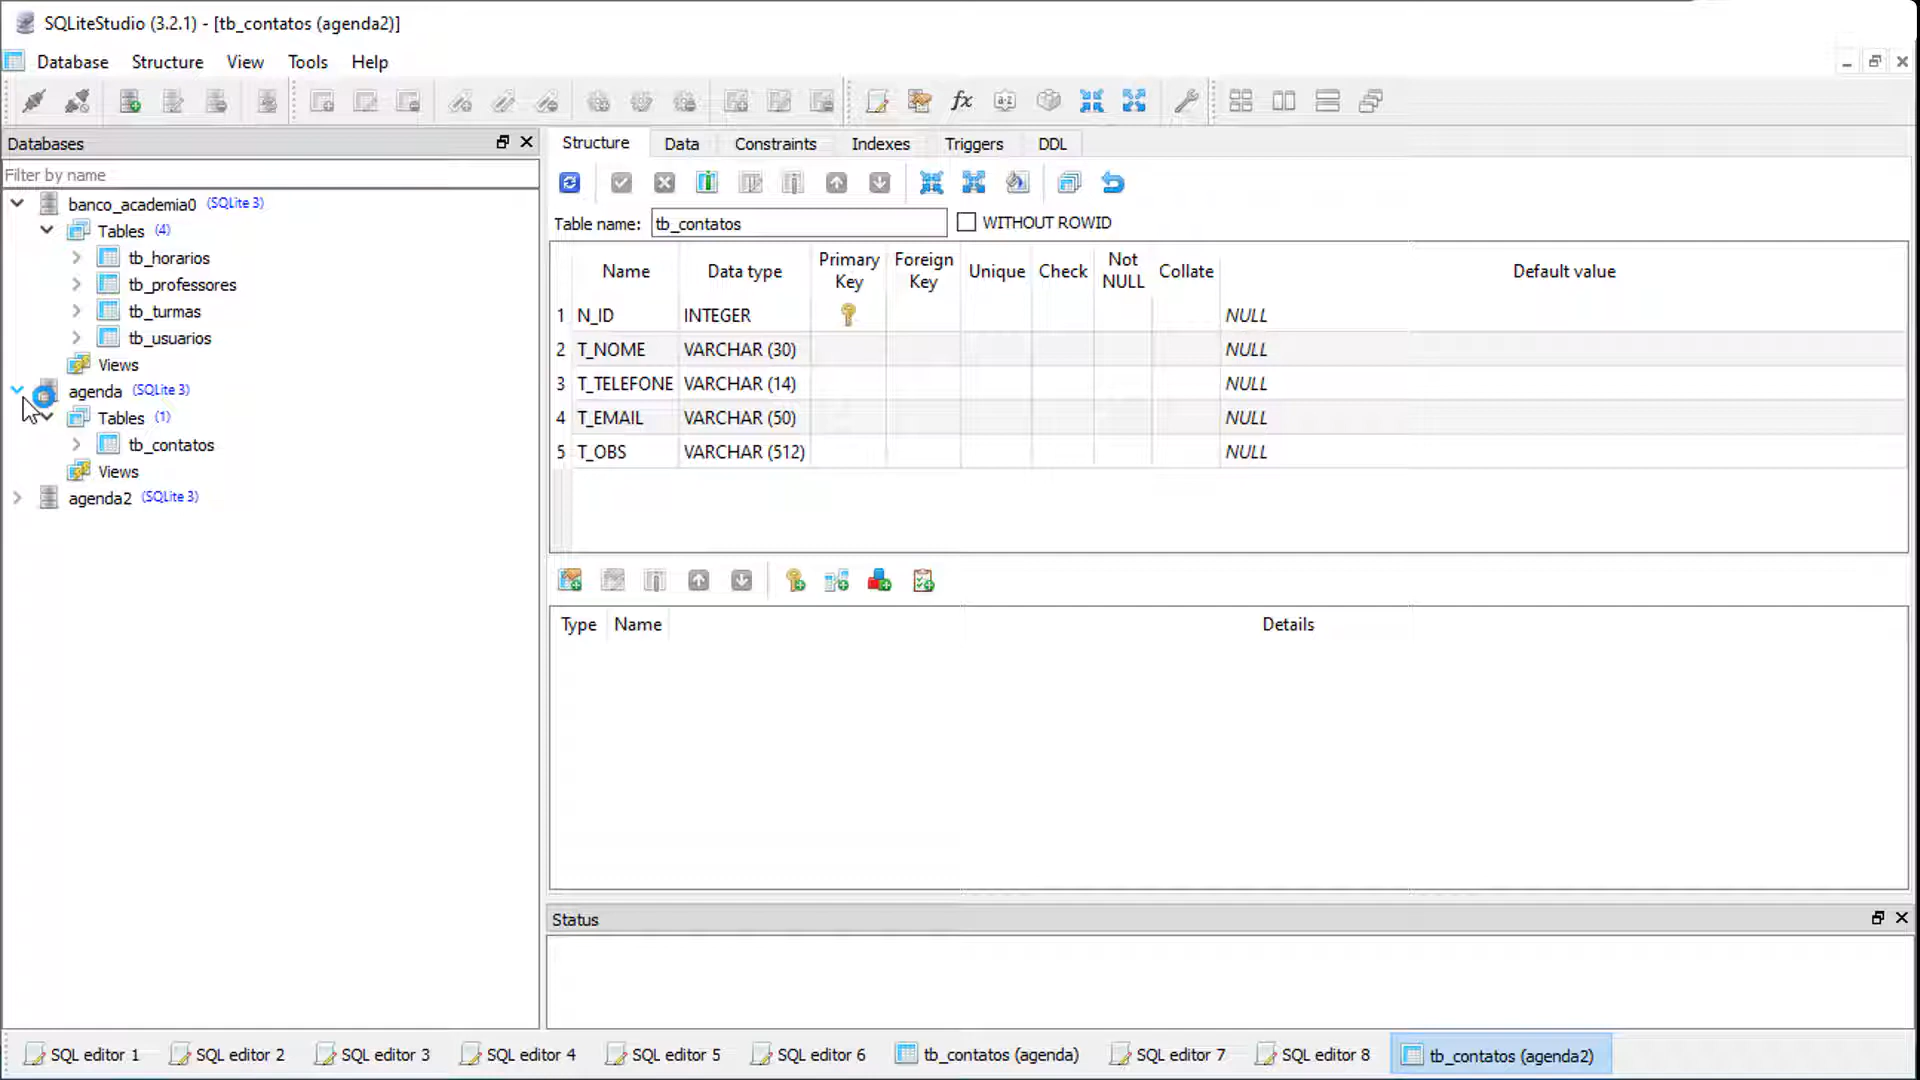 SQLiteStudio (3.2.1) - [tb_contatos (agenda2)]
Database Structure View Tools Help
Databases
Filter by name
banco_academia0 (SQLite 3)
Tables (4)
tb_horarios
tb_professores
tb_turmas
tb_usuarios
Views
agenda (SQLite 3)
Tables (1)
tb_contatos
Views
agenda2 (SQLite 3)
Structure Data Constraints Indexes Triggers DDL
Table name: tb_contatos WITHOUT ROWID
Name Data type Primary Key Foreign Key Unique Check Not NULL Collate Default value
1 N_ID INTEGER NULL
2 T_NOME VARCHAR (30) NULL
3 T_TELEFONE VARCHAR (14) NULL
4 T_EMAIL VARCHAR (50) NULL
5 T_OBS VARCHAR (512) NULL
Type Name Details
Status
SQL editor 1 SQL editor 2 SQL editor 3 SQL editor 4 SQL editor 5 SQL editor 6 tb_contatos (agenda) SQL editor 7 SQL editor 8 tb_contatos (agenda2)